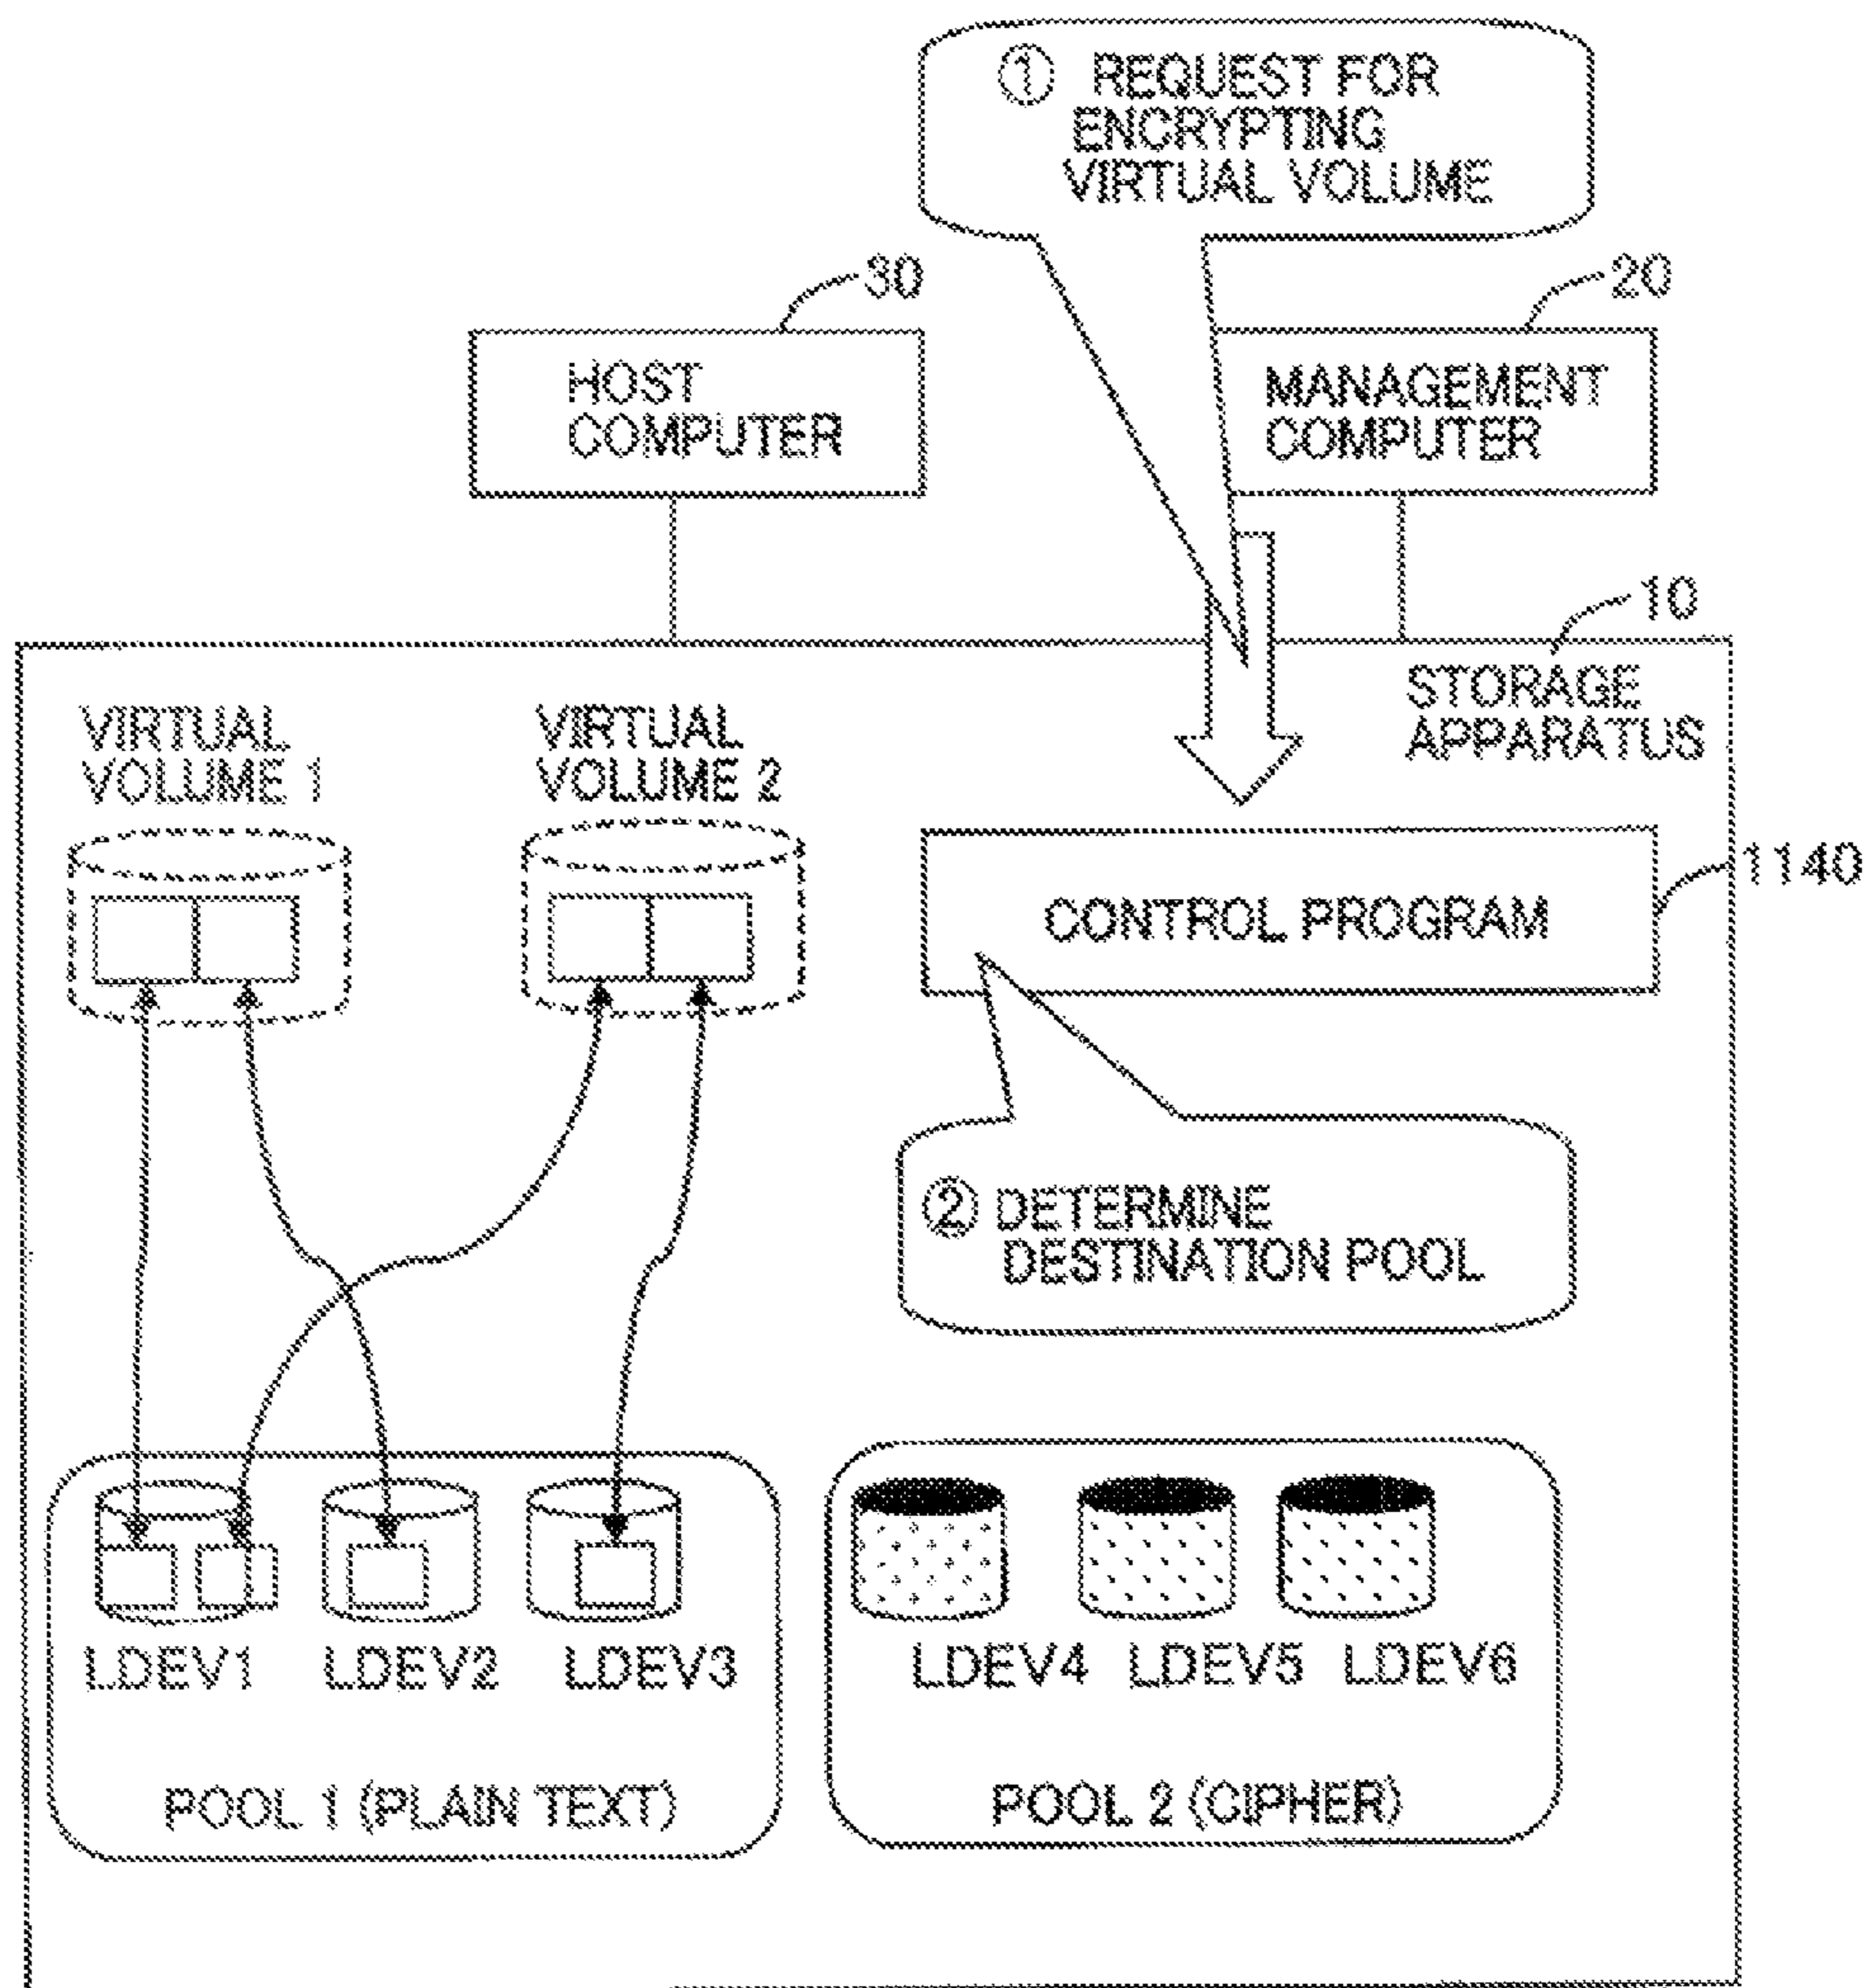 ① REQUEST FOR
ENCRYPTING
VIRTUAL VOLUME
30
20
HOST
COMPUTER
MANAGEMENT
COMPUTER
10
STORAGE
APPARATUS
VIRTUAL
VOLUME 1
VIRTUAL
VOLUME 2
1140
CONTROL PROGRAM
② DETERMINE
DESTINATION POOL
LDEV1
LDEV2
LDEV3
LDEV4
LDEV5
LDEV6
POOL 1 (PLAIN TEXT)
POOL 2 (CIPHER)